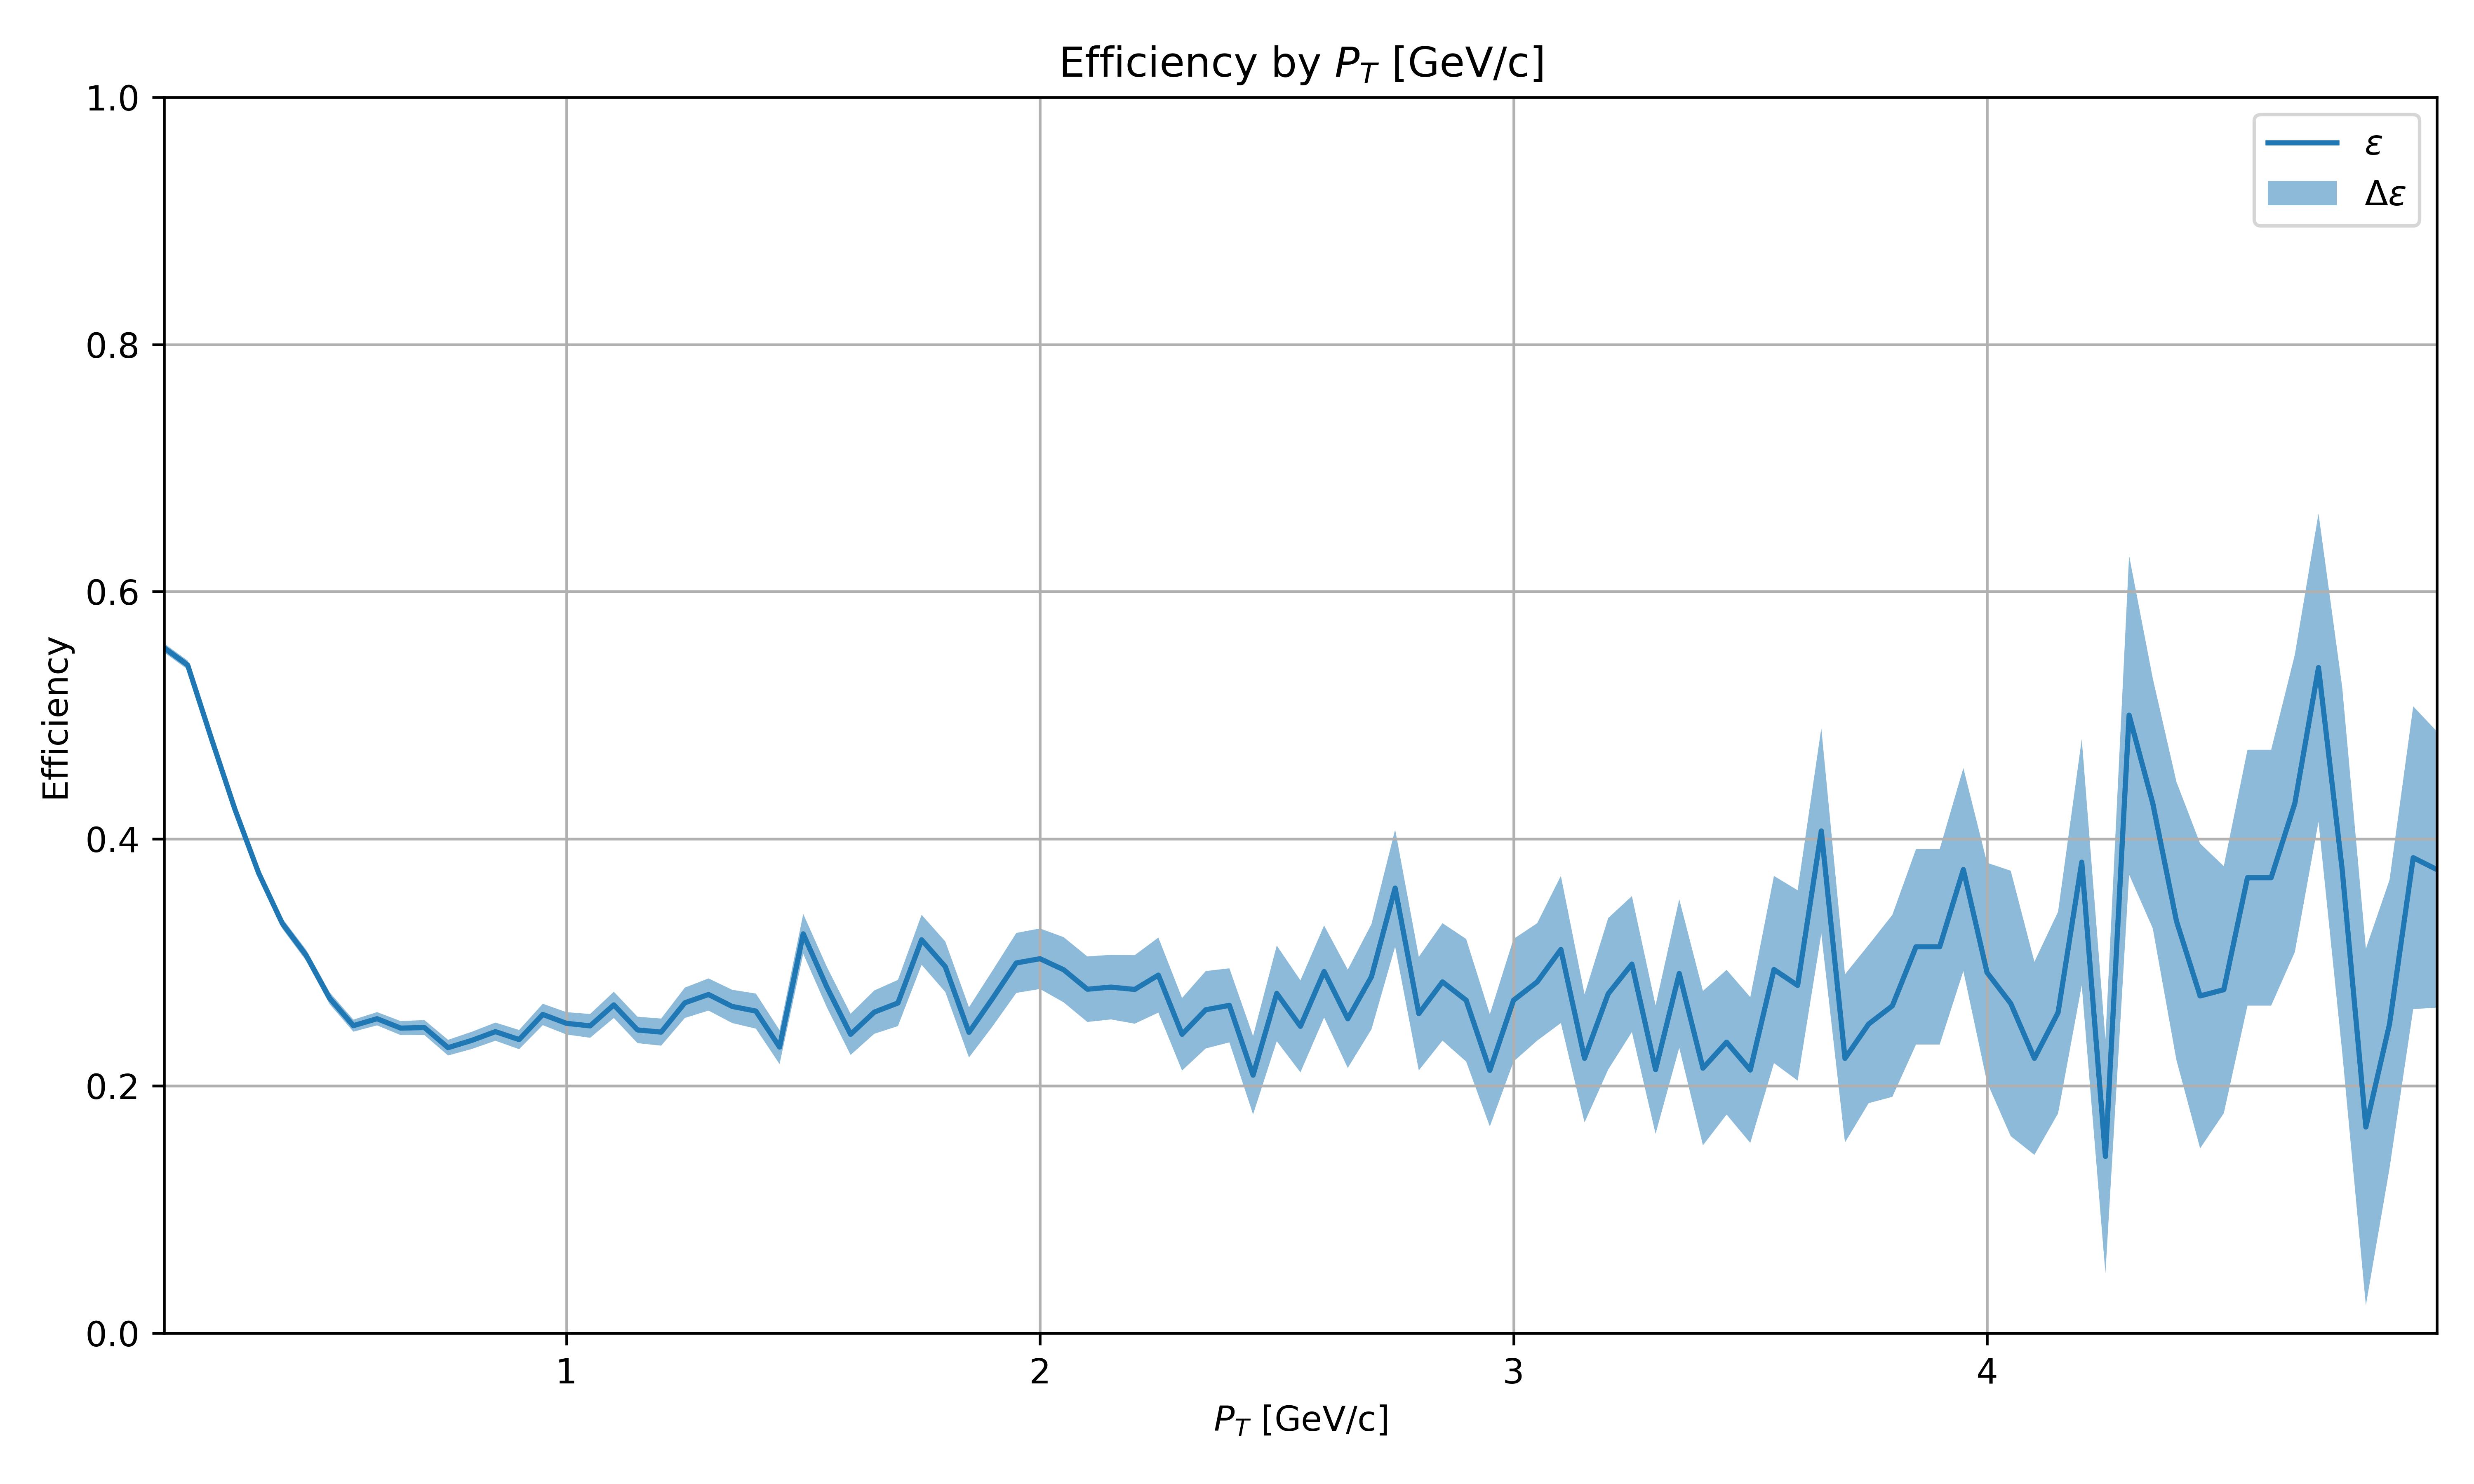 Efficiency by P_T [GeV/c]
ε
Δε
1.0
0.8
0.6
0.4
0.2
0.0
Efficiency
1 2 3 4
P_T [GeV/c]